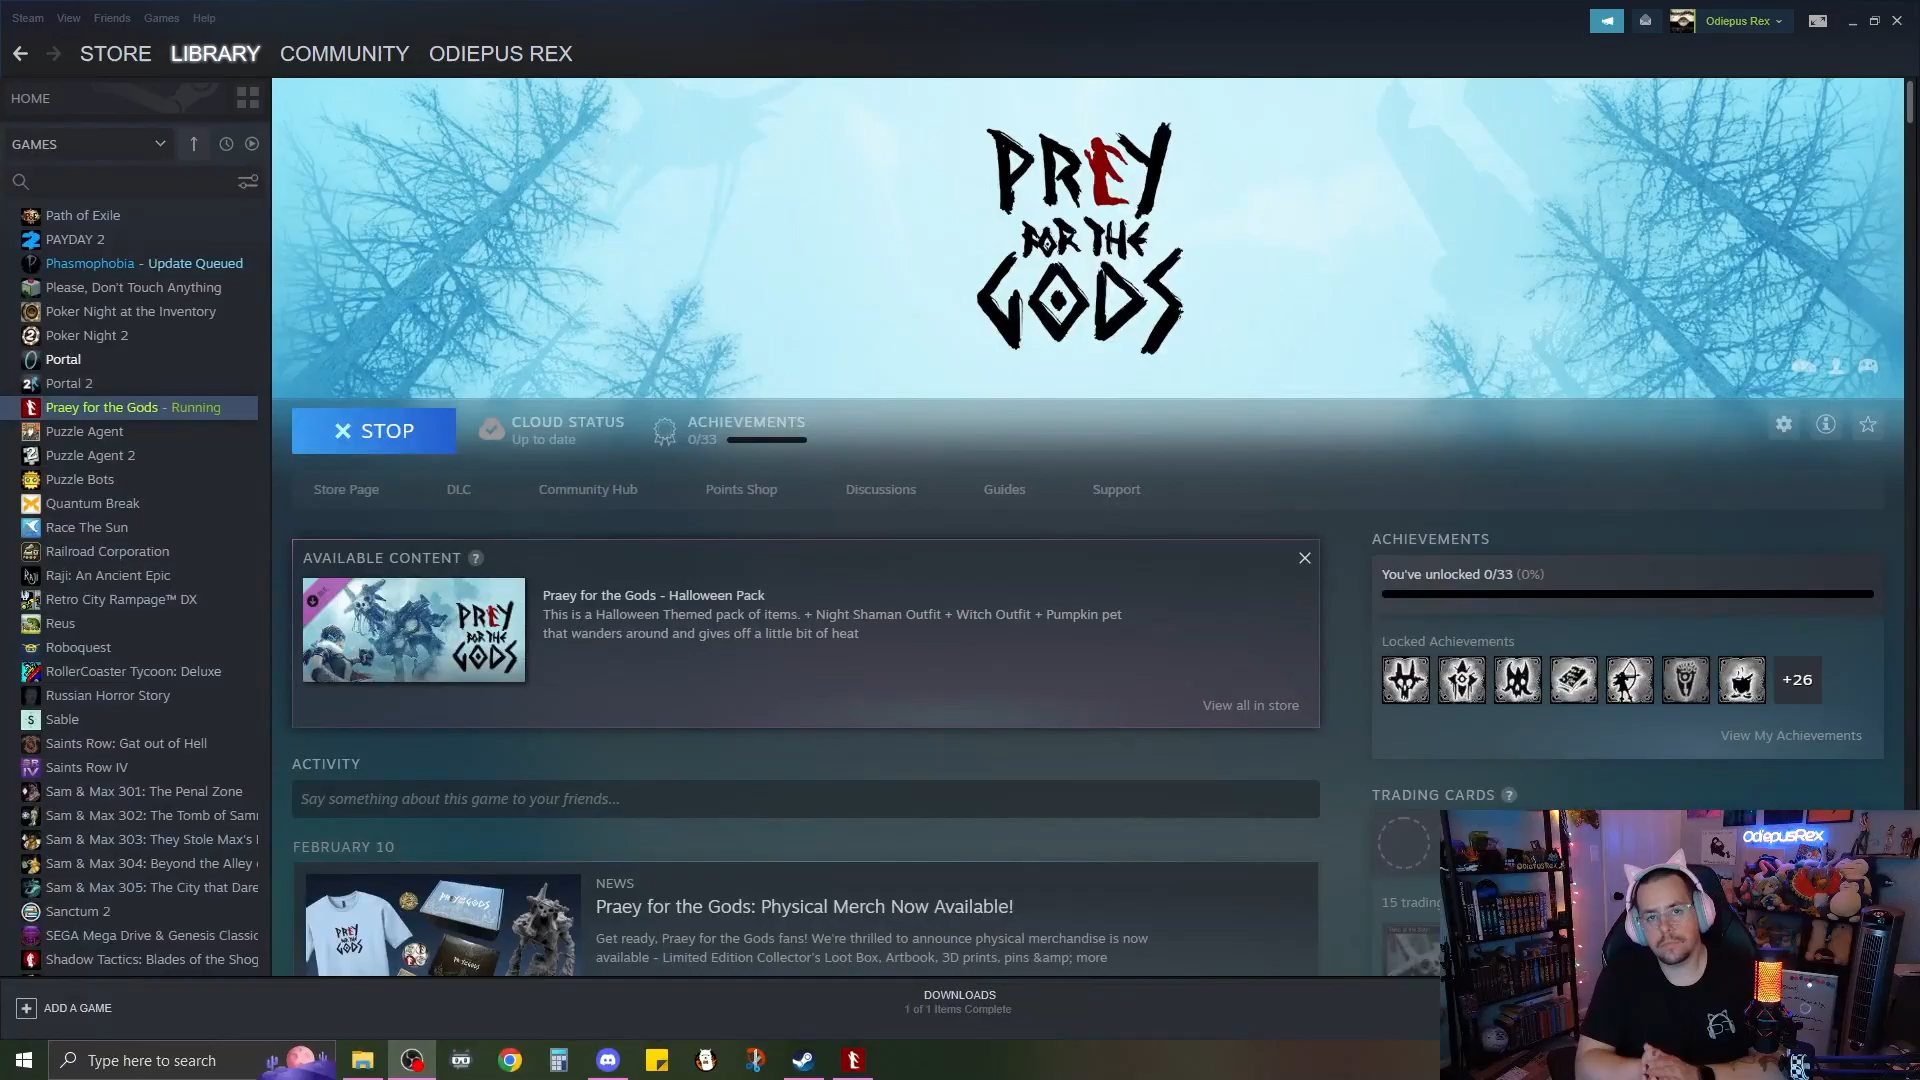 Steam View Friends Games Help
Odiepus Rex
STORE LIBRARY COMMUNITY ODIEPUS REX
HOME
GAMES
Path of Exile
PAYDAY 2
Phasmophobia - Update Queued
Please, Don't Touch Anything
Poker Night at the Inventory
Poker Night 2
Portal
Portal 2
Praey for the Gods - Running
Puzzle Agent
Puzzle Agent 2
Puzzle Bots
Quantum Break
Race The Sun
Railroad Corporation
Raji: An Ancient Epic
Retro City Rampage™ DX
Reus
Roboquest
RollerCoaster Tycoon: Deluxe
Russian Horror Story
Sable
Saints Row: Gat out of Hell
Saints Row IV
Sam & Max 301: The Penal Zone
Sam & Max 302: The Tomb of Sam
Sam & Max 303: They Stole Max's
Sam & Max 304: Beyond the Alley
Sam & Max 305: The City that Dare
Sanctum 2
SEGA Mega Drive & Genesis Classic
Shadow Tactics: Blades of the Shog
ADD A GAME
PREY
FOR THE
GODS
STOP
CLOUD STATUS
Up to date
ACHIEVEMENTS
0/33
Store Page DLC Community Hub Points Shop Discussions Guides Support
AVAILABLE CONTENT ?
PREY
FOR THE
GODS
Praey for the Gods - Halloween Pack
This is a Halloween Themed pack of items. + Night Shaman Outfit + Witch Outfit + Pumpkin pet
that wanders around and gives off a little bit of heat
View all in store
ACTIVITY
Say something about this game to your friends...
FEBRUARY 10
NEWS
Praey for the Gods: Physical Merch Now Available!
Get ready, Praey for the Gods fans! We're thrilled to announce physical merchandise is now
available - Limited Edition Collector's Loot Box, Artbook, 3D prints, pins &amp; more
PREY
FOR THE
GODS
ACHIEVEMENTS
You've unlocked 0/33 (0%)
Locked Achievements
+26
View My Achievements
TRADING CARDS ?
15 trading
OdiepusRex
DOWNLOADS
1 of 1 Items Complete
Type here to search